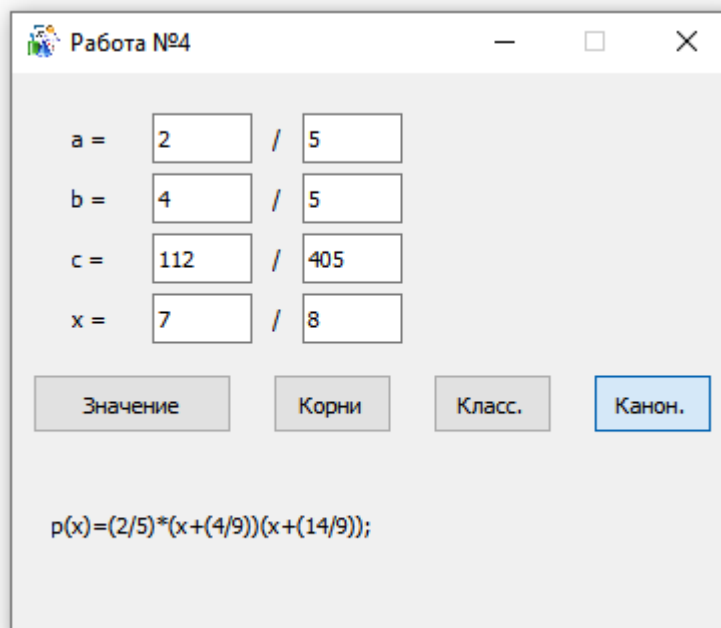 Работа №4
a = 2 / 5
b = 4 / 5
c = 112 / 405
x = 7 / 8
Значение Корни Класс. Канон.
p(x)=(2/5)*(x+(4/9))(x+(14/9));